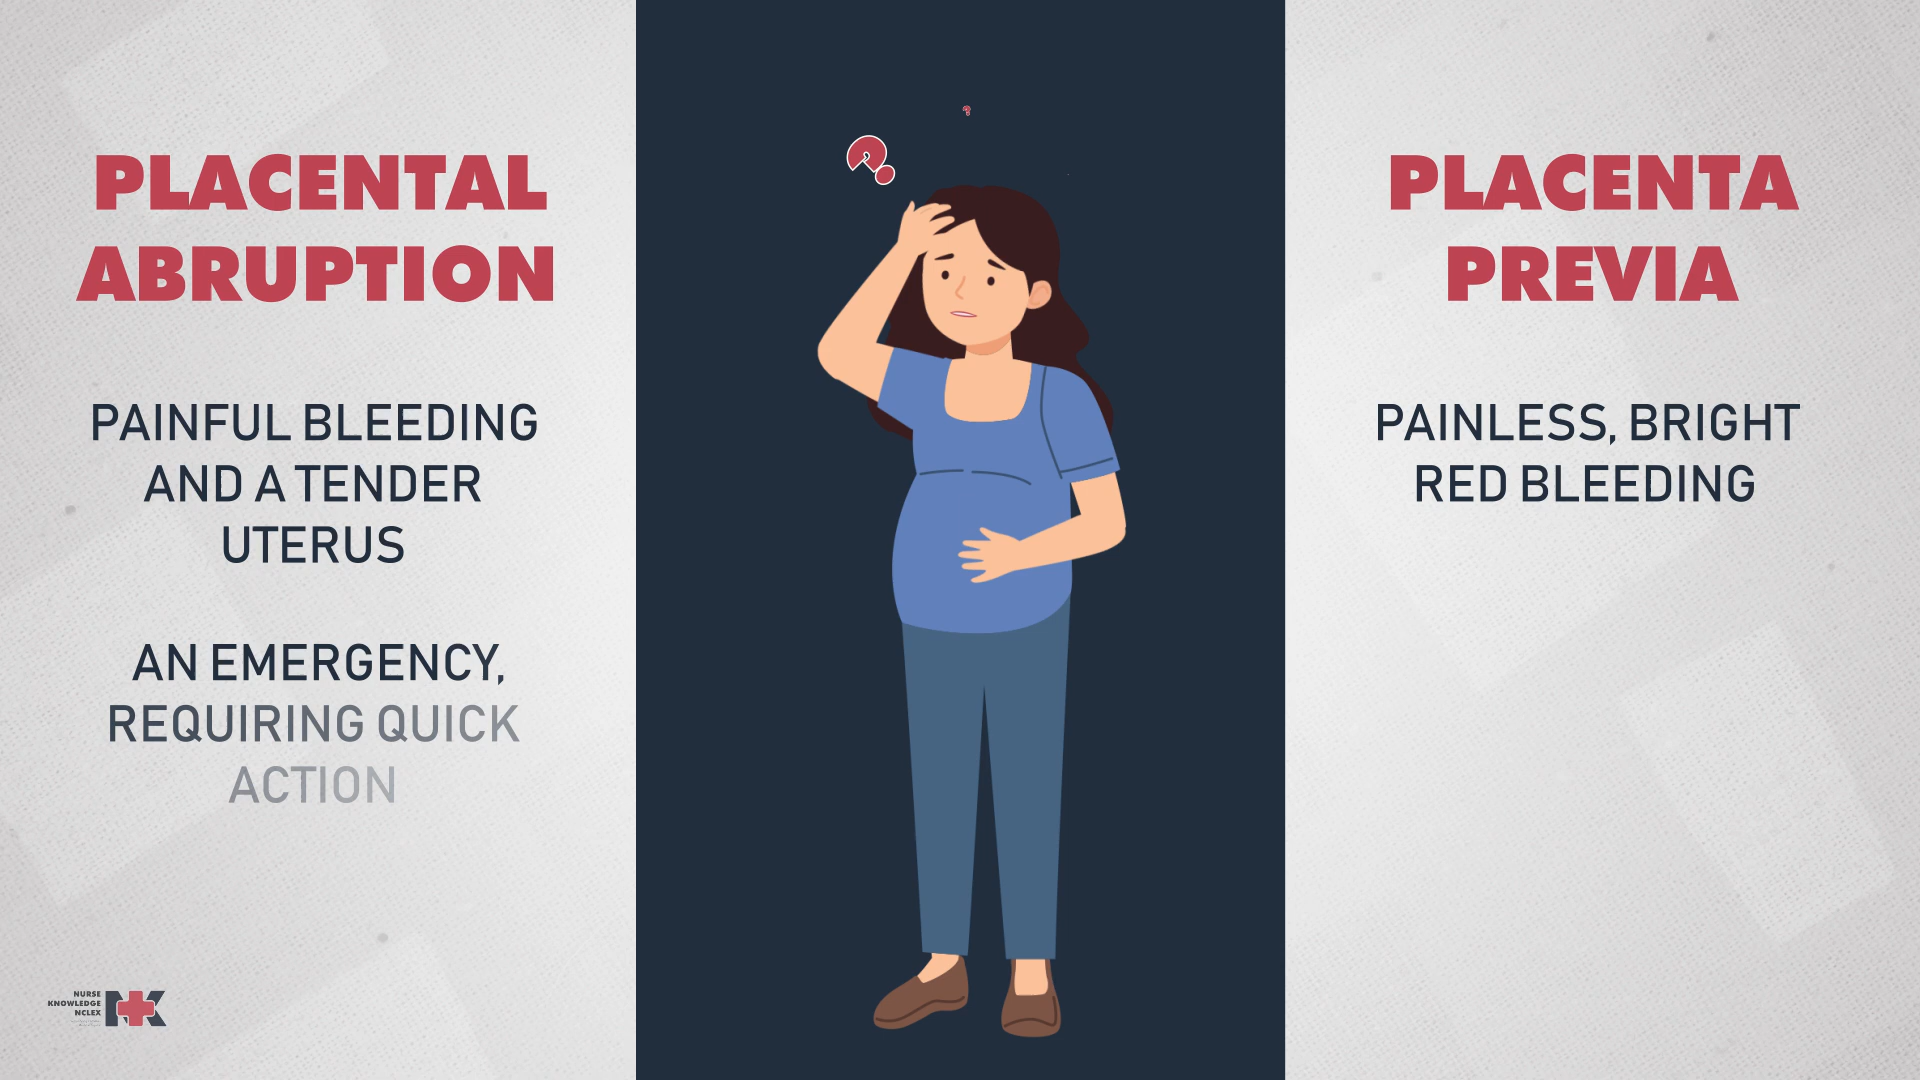 PLACENTAL
ABRUPTION
PAINFUL BLEEDING
AND A TENDER
UTERUS
AN EMERGENCY,
REQUIRING QUICK
ACTION
PLACENTA
PREVIA
PAINLESS, BRIGHT
RED BLEEDING
NURSE
KNOWLEDGE
NCLEX
NK